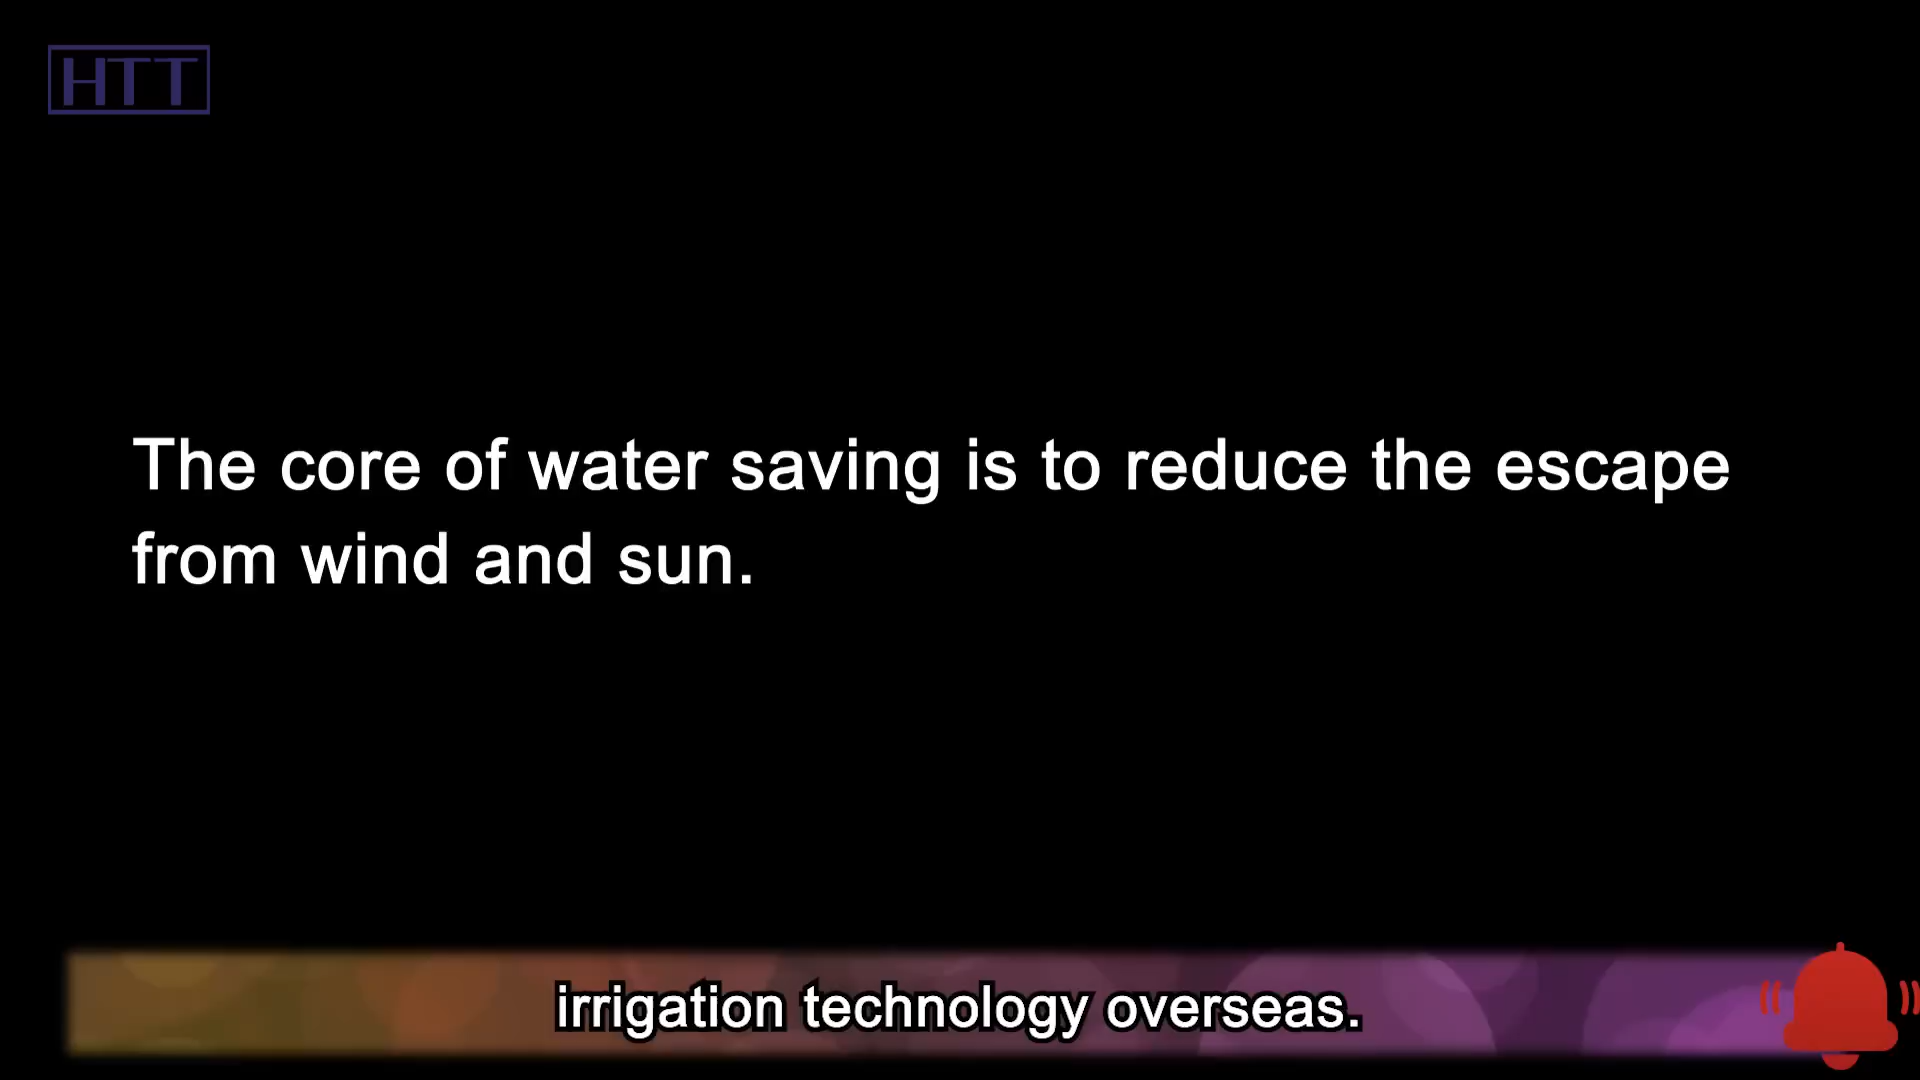 HTT
The core of water saving is to reduce the escape
from wind and sun.
irrigation technology overseas.